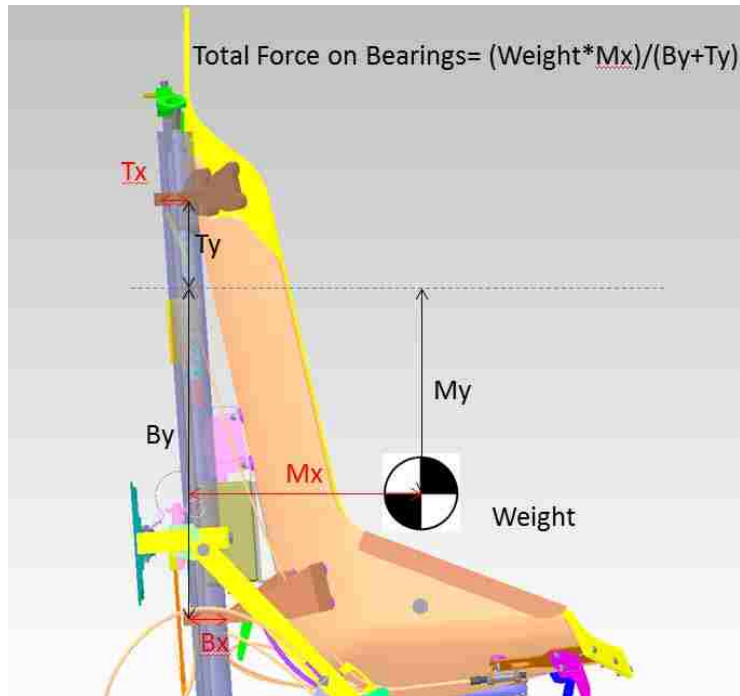 Total Force on Bearings= (Weight*Mx)/(By+Ty)
Tx
Ty
My
By
Mx
Weight
Bx